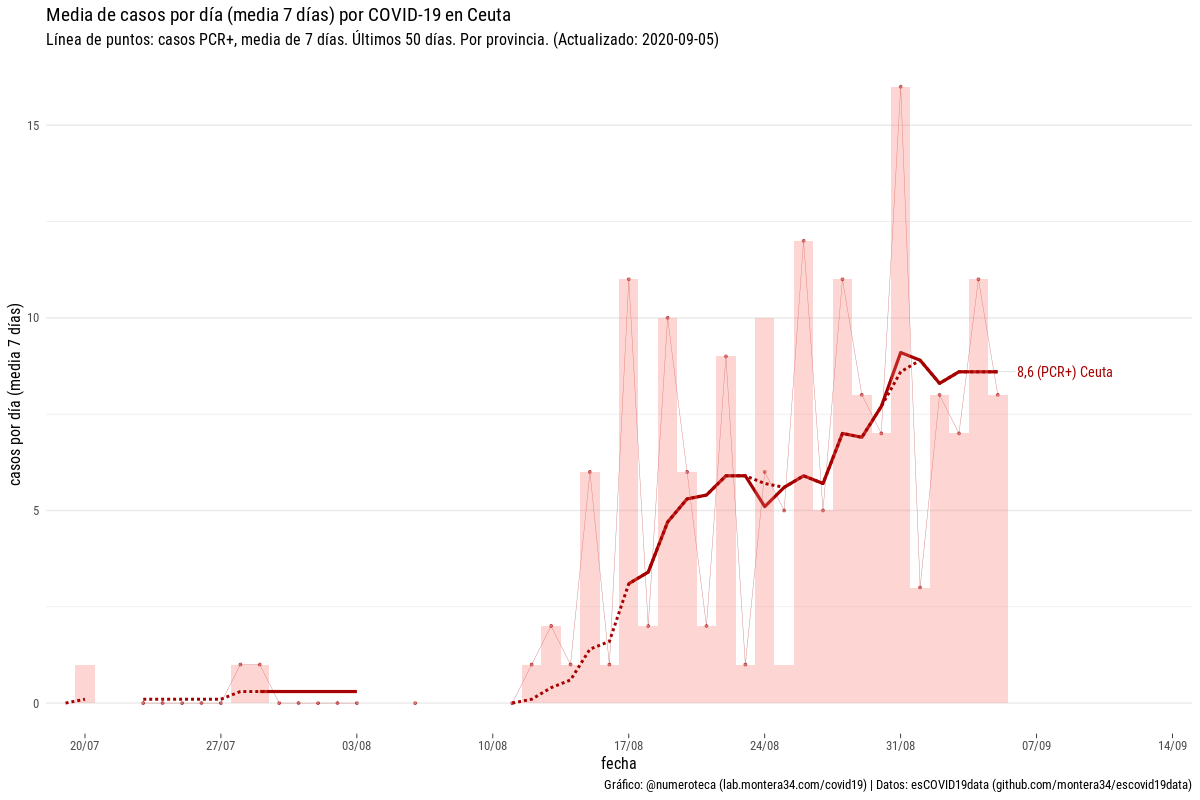 Media de casos por día (media 7 días) por COVID-19 en Ceuta
Línea de puntos: casos PCR+, media de 7 días. Últimos 50 días. Por provincia. (Actualizado: 2020-09-05)
casos por día (media 7 días)
15
10
5
0
8,6 (PCR+) Ceuta
20/07
27/07
03/08
10/08
17/08
24/08
31/08
07/09
14/09
fecha
Gráfico: @numeroteca (lab.montera34.com/covid19) | Datos: esCOVID19data (github.com/montera34/escovid19data)